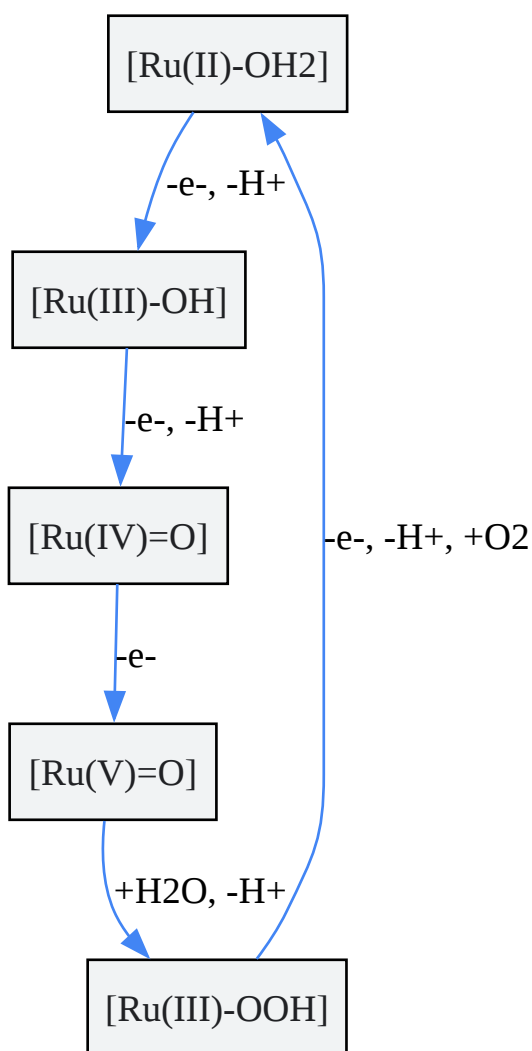 [Ru(II)-OH2]
-e-, -H+
[Ru(III)-OH]
-e-, -H+
[Ru(IV)=O]
-e-, -H+, +O2
-e-
[Ru(V)=O]
+H2O, -H+
[Ru(III)-OOH]